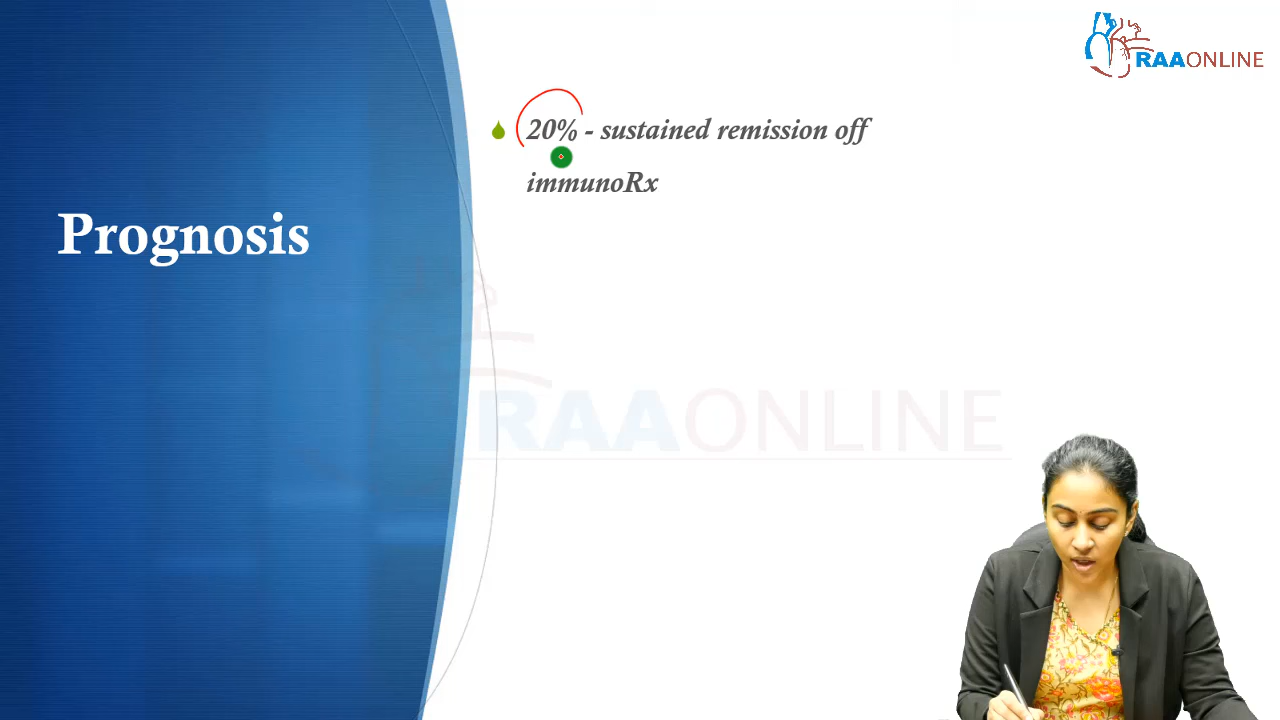 RAAONLINE
20% - sustained remission off
immunoRx
Prognosis
RAAONLINE